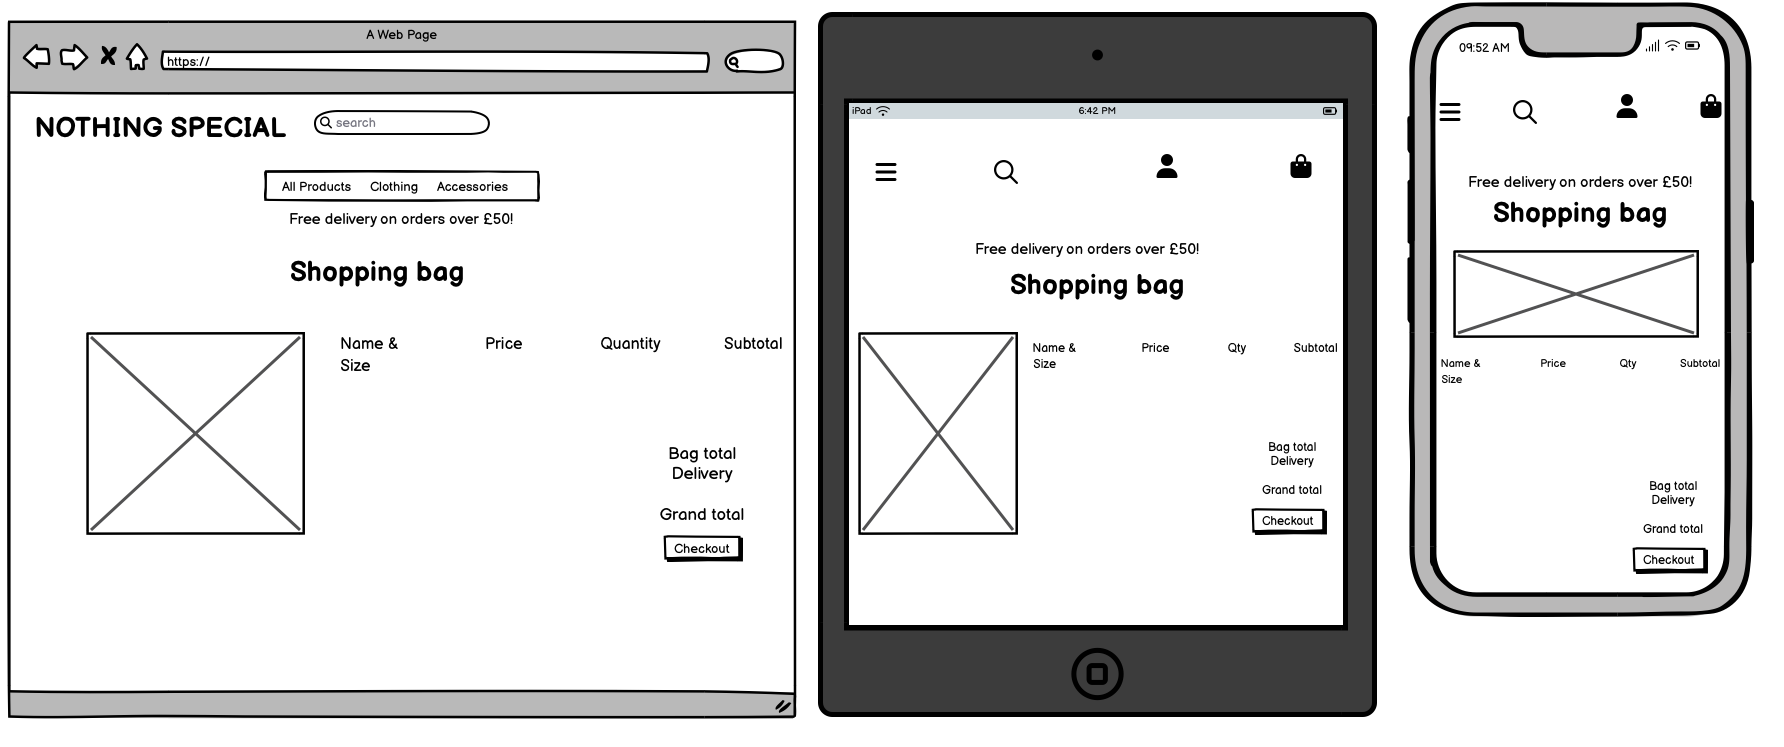 A Web Page
https://
NOTHING SPECIAL
search
All Products Clothing Accessories
Free delivery on orders over £50!
Shopping bag
Name & Price Quantity Subtotal
Size
Bag total
Delivery
Grand total
Checkout
iPad 6:42 PM
Free delivery on orders over £50!
Shopping bag
Name & Price Qty Subtotal
Size
Bag total
Delivery
Grand total
Checkout
09:52 AM
Free delivery on orders over £50!
Shopping bag
Name & Price Qty Subtotal
Size
Bag total
Delivery
Grand total
Checkout